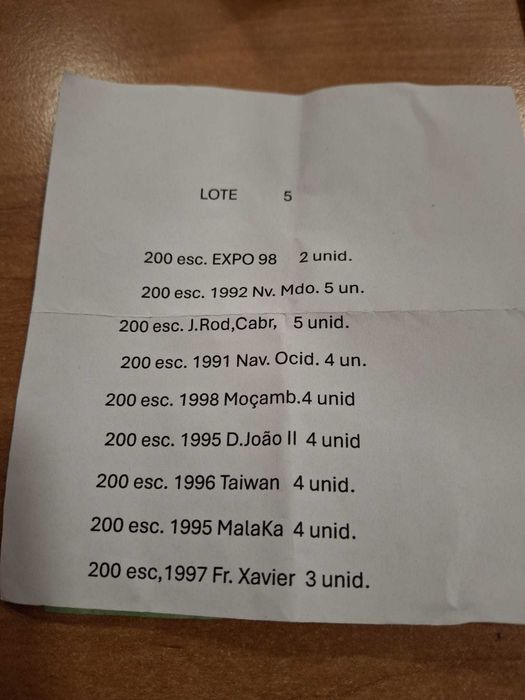 LOTE 5
200 esc. EXPO 98 2 unid.
200 esc. 1992 Nv. Mdo. 5 un.
200 esc. J.Rod,Cabr, 5 unid.
200 esc. 1991 Nav. Ocid. 4 un.
200 esc. 1998 Moçamb.4 unid
200 esc. 1995 D.João II 4 unid
200 esc. 1996 Taiwan 4 unid.
200 esc. 1995 MalaKa 4 unid.
200 esc,1997 Fr. Xavier 3 unid.